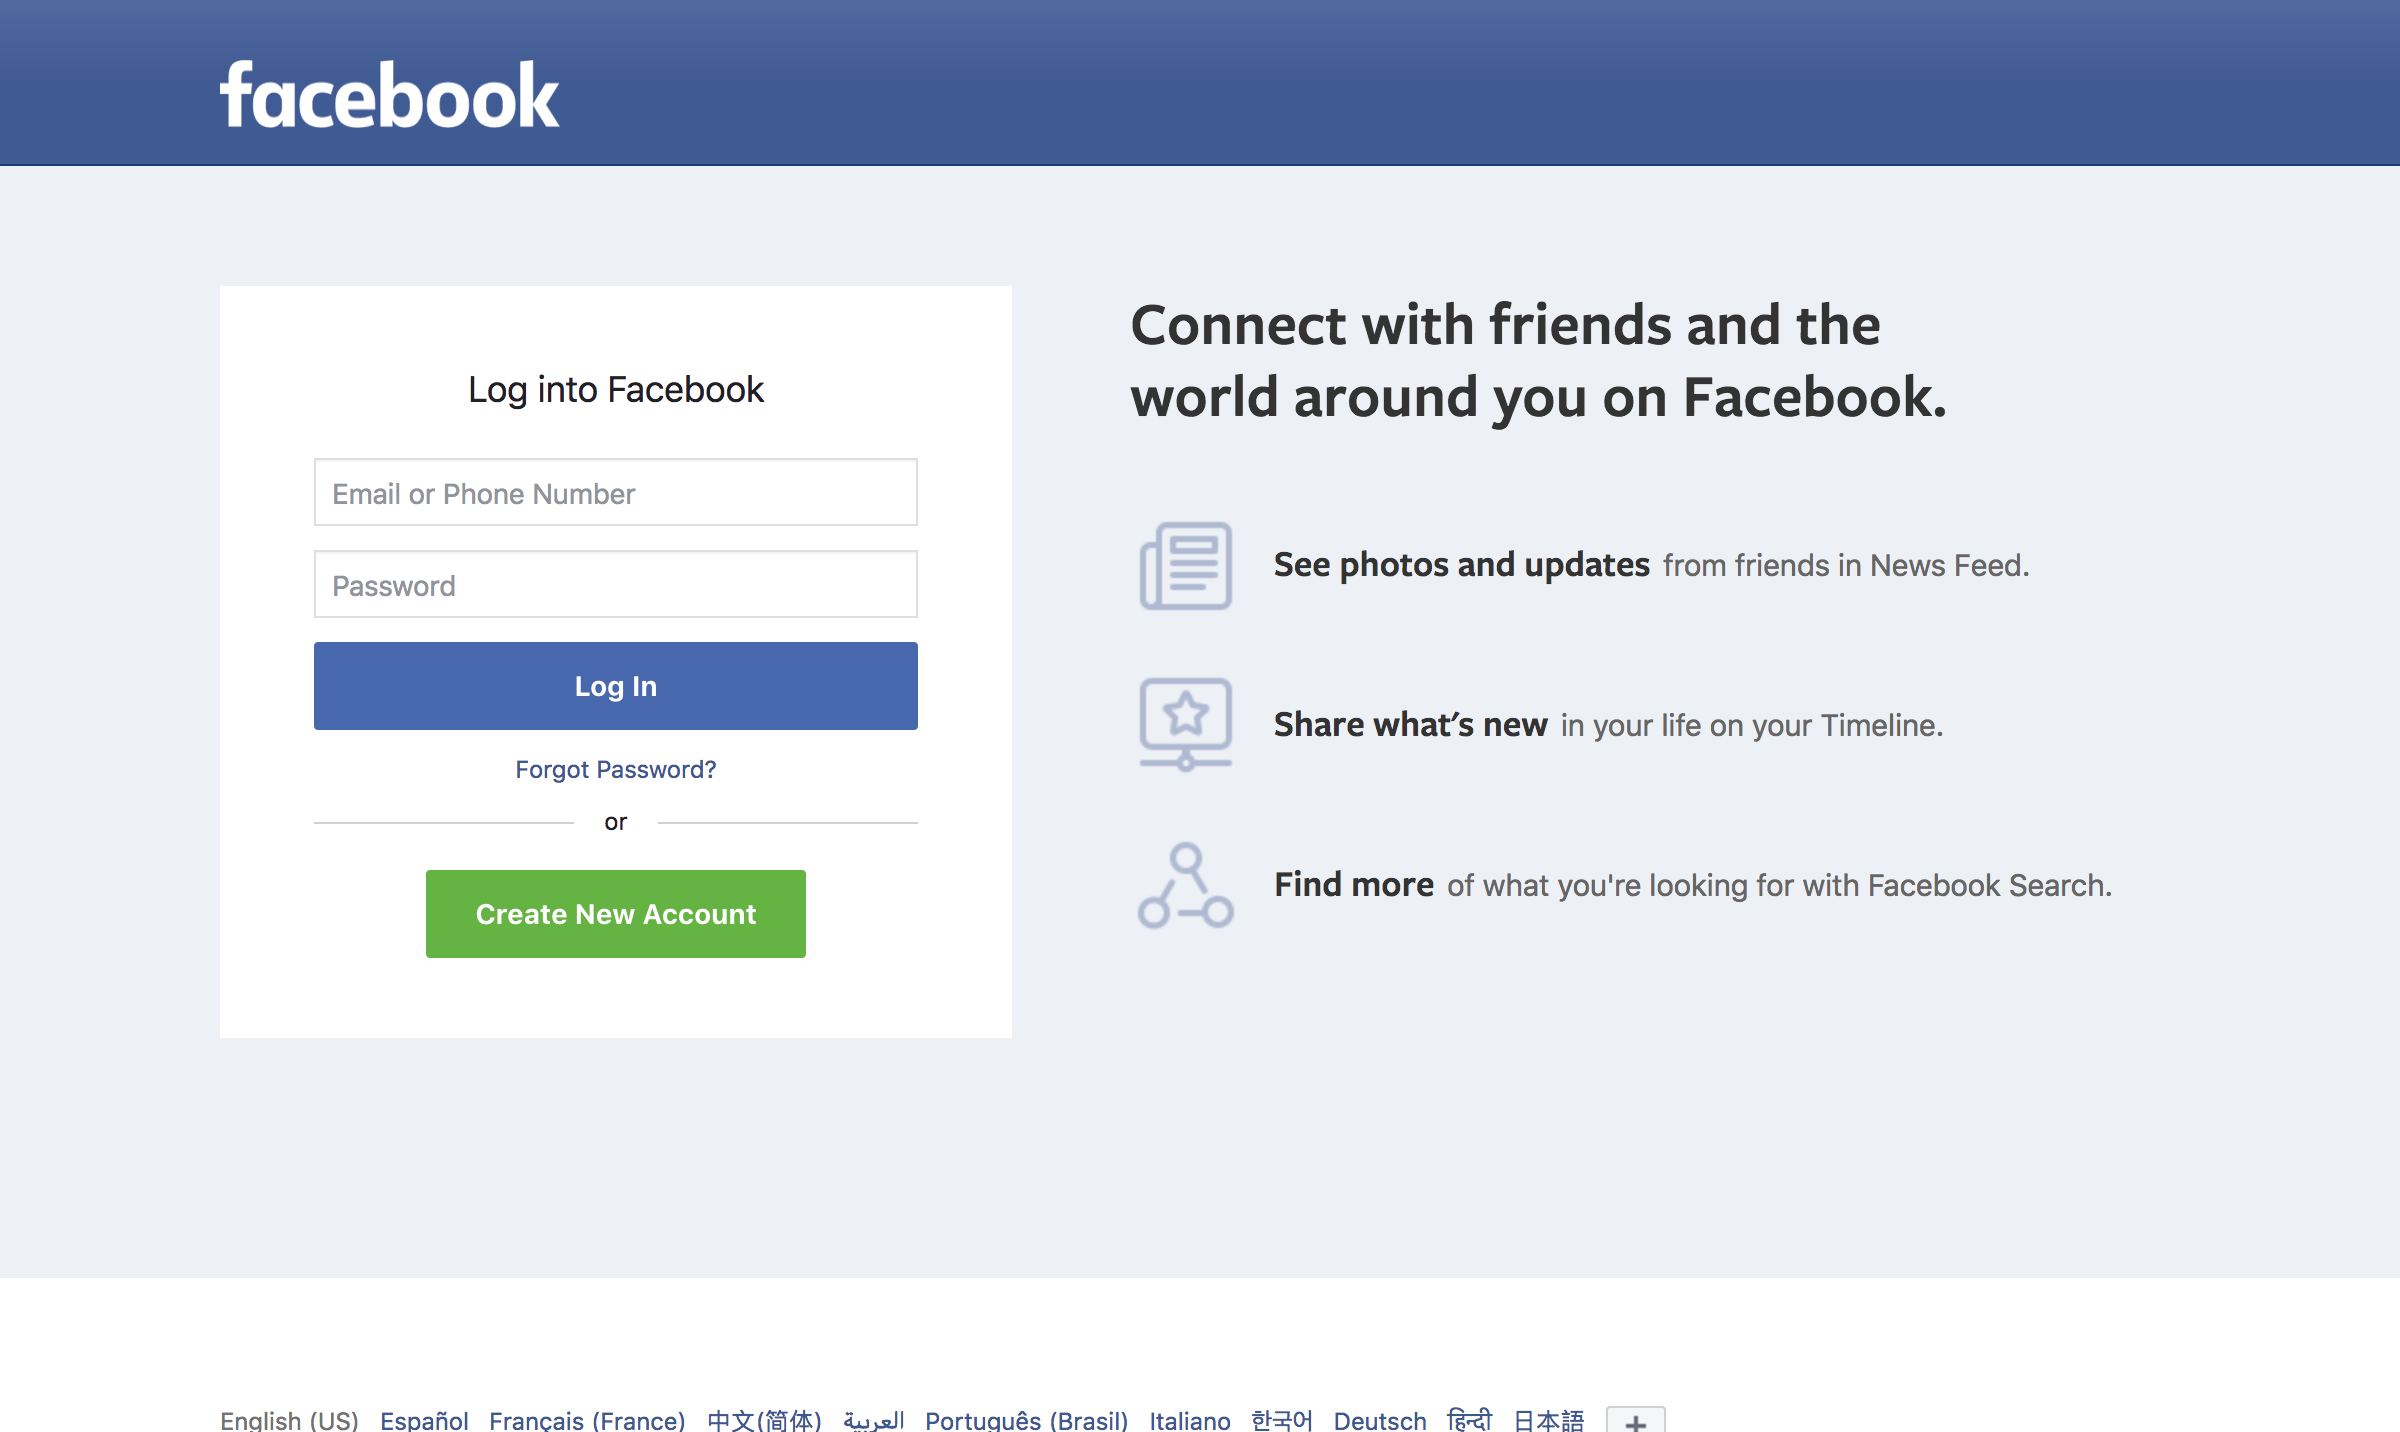 facebook
Log into Facebook
Email or Phone Number
Password
Log In
Forgot Password?
or
Create New Account
Connect with friends and the
world around you on Facebook.
See photos and updates from friends in News Feed.
Share what's new in your life on your Timeline.
Find more of what you're looking for with Facebook Search.
English (US) Español Français (France) 中文(简体) العربية Português (Brasil) Italiano 한국어 Deutsch हिन्दी 日本語 +